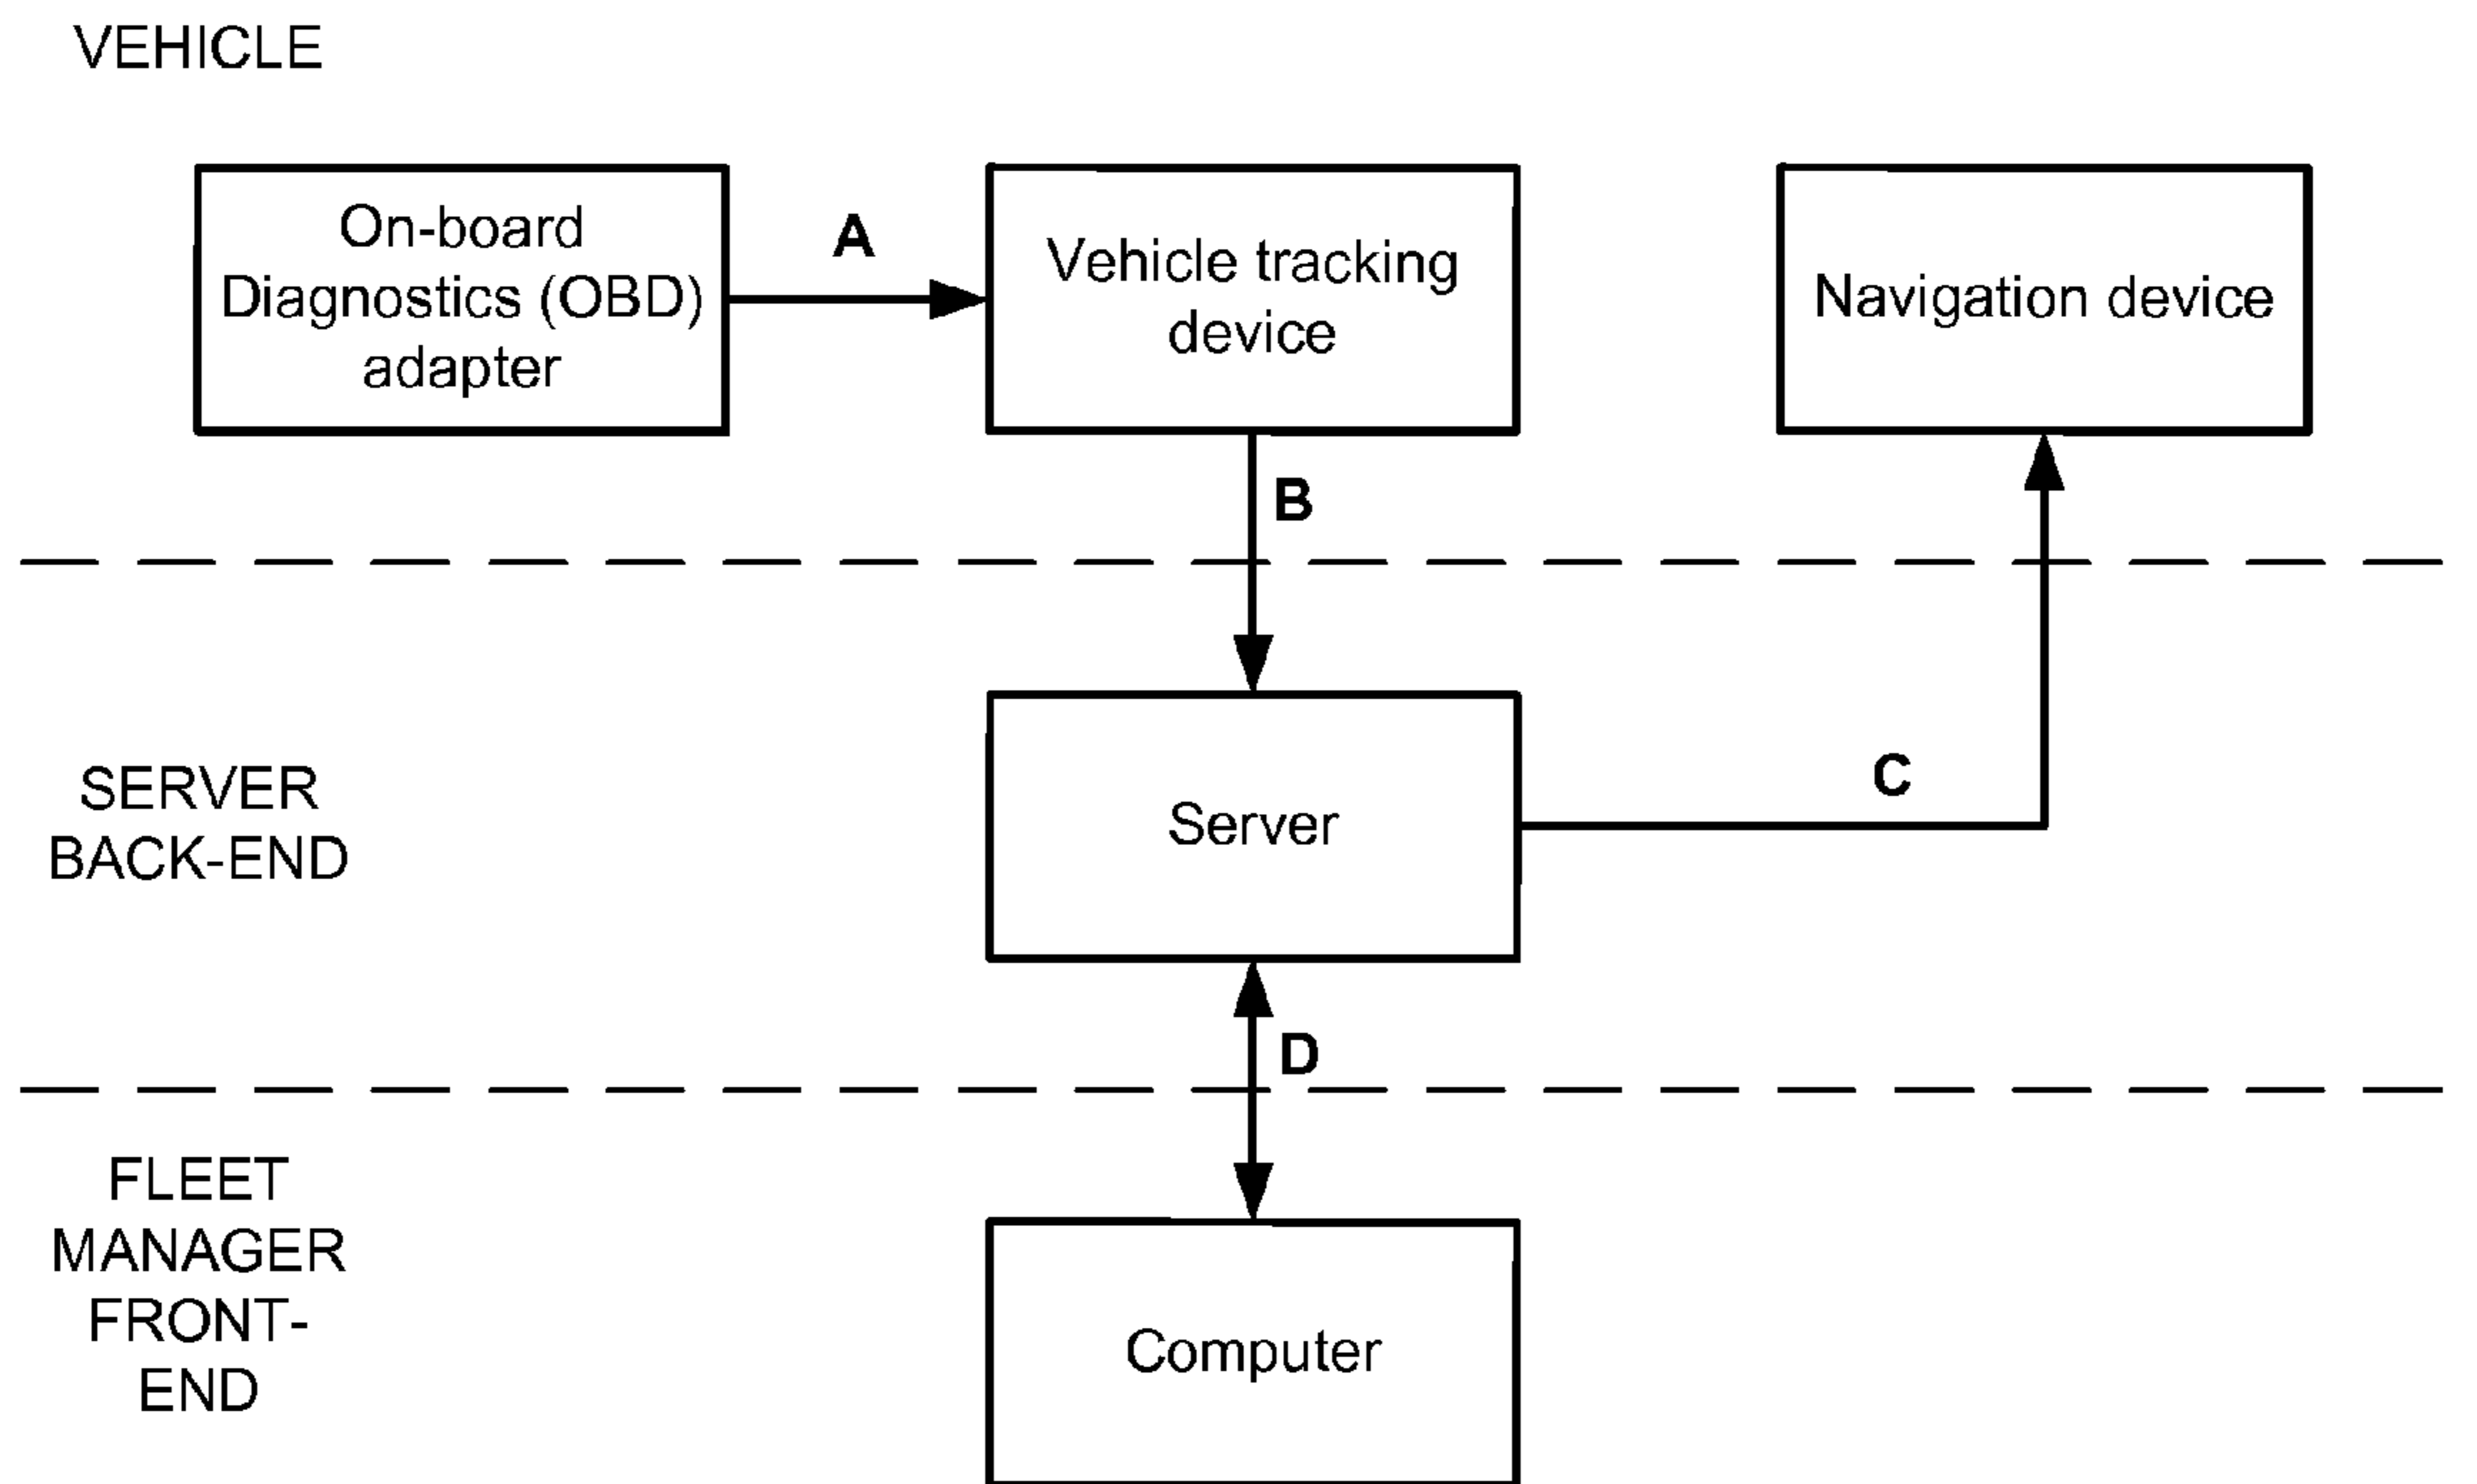 VEHICLE
On-board
Diagnostics (OBD)
adapter
A
Vehicle tracking
device
Navigation device
B
SERVER
BACK-END
Server
C
D
FLEET
MANAGER
FRONT-
END
Computer